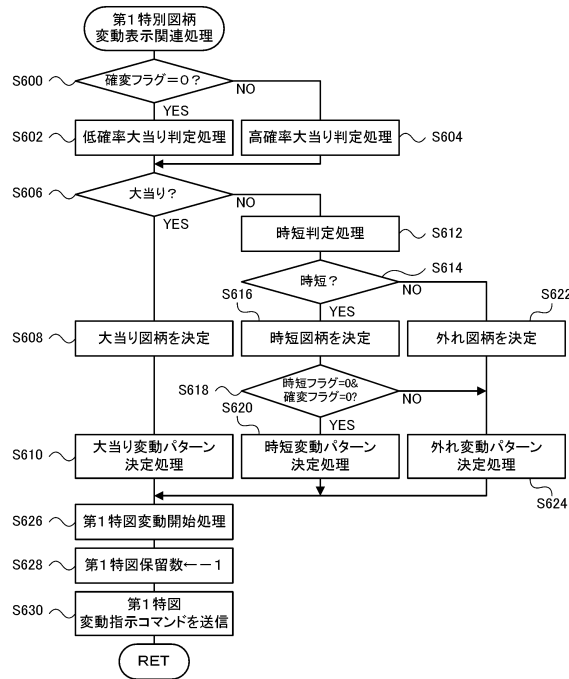 第1特別図柄
変動表示関連処理
S600
確変フラグ=0?
NO
YES
S602
低確率大当り判定処理
高確率大当り判定処理
S604
S606
大当り?
NO
YES
時短判定処理
S612
時短?
S614
NO
S616
YES
S622
S608
大当り図柄を決定
時短図柄を決定
外れ図柄を決定
S618
時短フラグ=0&
確変フラグ=0?
NO
S620
YES
S610
大当り変動パターン
決定処理
時短変動パターン
決定処理
外れ変動パターン
決定処理
S624
S626
第1特図変動開始処理
S628
第1特図保留数←-1
S630
第1特図
変動指示コマンドを送信
RET